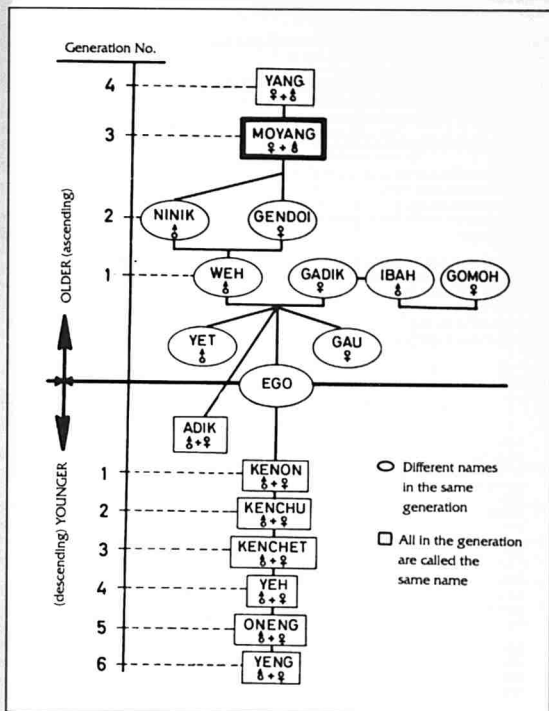 Generation No.
4
YANG
♀ + ♂
3
MOYANG
♀ + ♂
OLDER (ascending)
2
NINIK
♂
GENDOI
♀
1
WEH
♂
GADIK
♀
IBAH
♂
GOMOH
♀
YET
♂
GAU
♀
EGO
ADIK
♂ + ♀
(descending) YOUNGER
1
KENON
♂ + ♀
2
KENCHU
♂ + ♀
3
KENCHET
♂ + ♀
4
YEH
♂ + ♀
5
ONENG
♂ + ♀
6
YENG
♂ + ♀
Different names
in the same
generation
All in the generation
are called the
same name